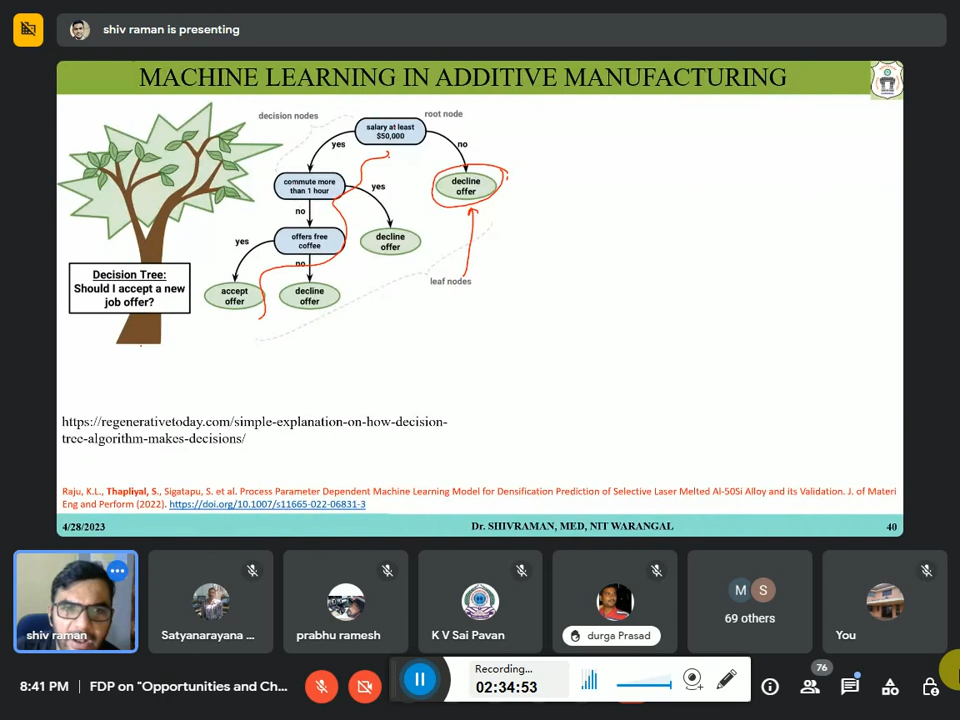 shiv raman is presenting
MACHINE LEARNING IN ADDITIVE MANUFACTURING
decision nodes
root node
salary at least
$50,000
yes
no
commute more
than 1 hour
yes
decline
offer
no
offers free
coffee
decline
offer
yes
no
accept
offer
decline
offer
leaf nodes
Decision Tree:
Should I accept a new
job offer?
https://regenerativetoday.com/simple-explanation-on-how-decision-
tree-algorithm-makes-decisions/
Raju, K.L., Thapliyal, S., Sigatapu, S. et al. Process Parameter Dependent Machine Learning Model for Densification Prediction of Selective Laser Melted Al-50Si Alloy and its Validation. J. of Materi
Eng and Perform (2022). https://doi.org/10.1007/s11665-022-06831-3
4/28/2023
Dr. SHIVRAMAN, MED, NIT WARANGAL
40
shiv raman
Satyanarayana ...
prabhu ramesh
K V Sai Pavan
durga Prasad
M S
69 others
You
8:41 PM
FDP on "Opportunities and Ch...
Recording...
02:34:53
76